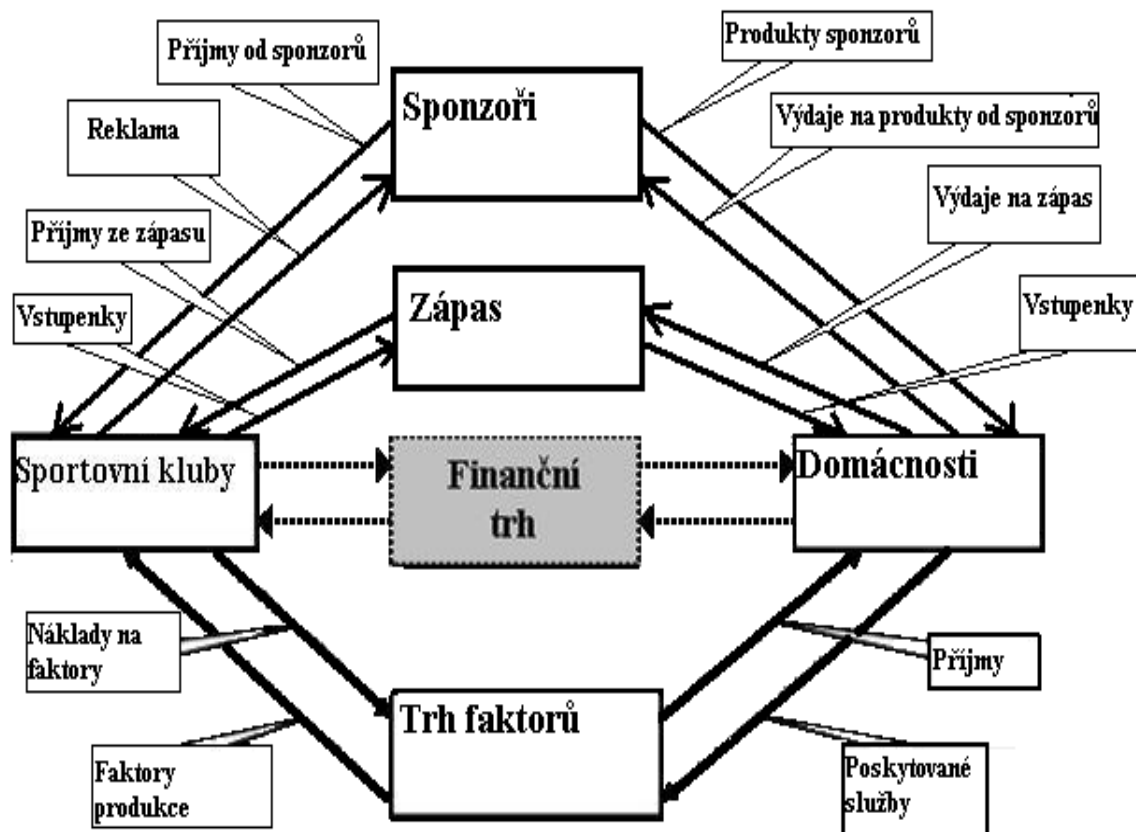 Příjmy od sponzorů
Produkty sponzorů
Sponzoři
Reklama
Výdaje na produkty od sponzorů
Výdaje na zápas
Příjmy ze zápasu
Zápas
Vstupenky
Vstupenky
Sportovní kluby
Finanční
trh
Domácnosti
Náklady na
faktory
Příjmy
Trh faktorů
Faktory
produkce
Poskytované
služby